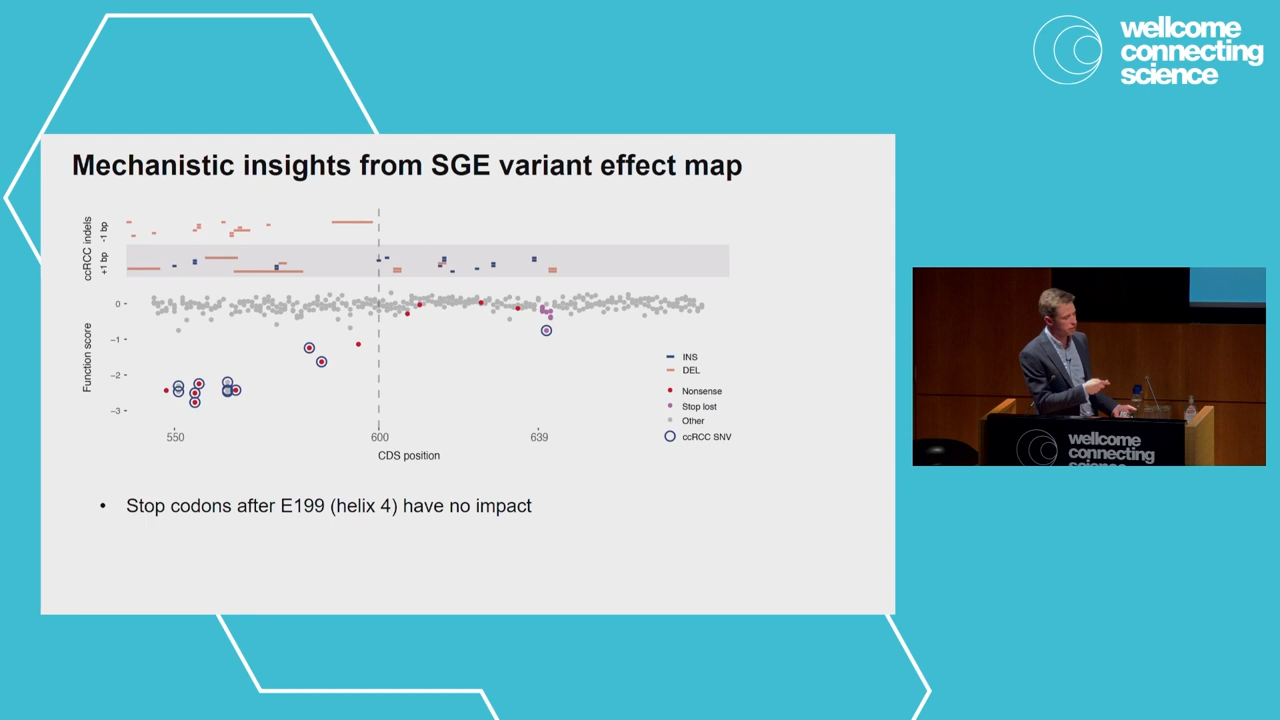 wellcome
connecting
science
Mechanistic insights from SGE variant effect map
ccRCC indels
-1 bp
+1 bp
Function score
0
−1
−2
−3
550
600
639
CDS position
INS
DEL
Nonsense
Stop lost
Other
ccRCC SNV
• Stop codons after E199 (helix 4) have no impact
wellcome
connecting
science